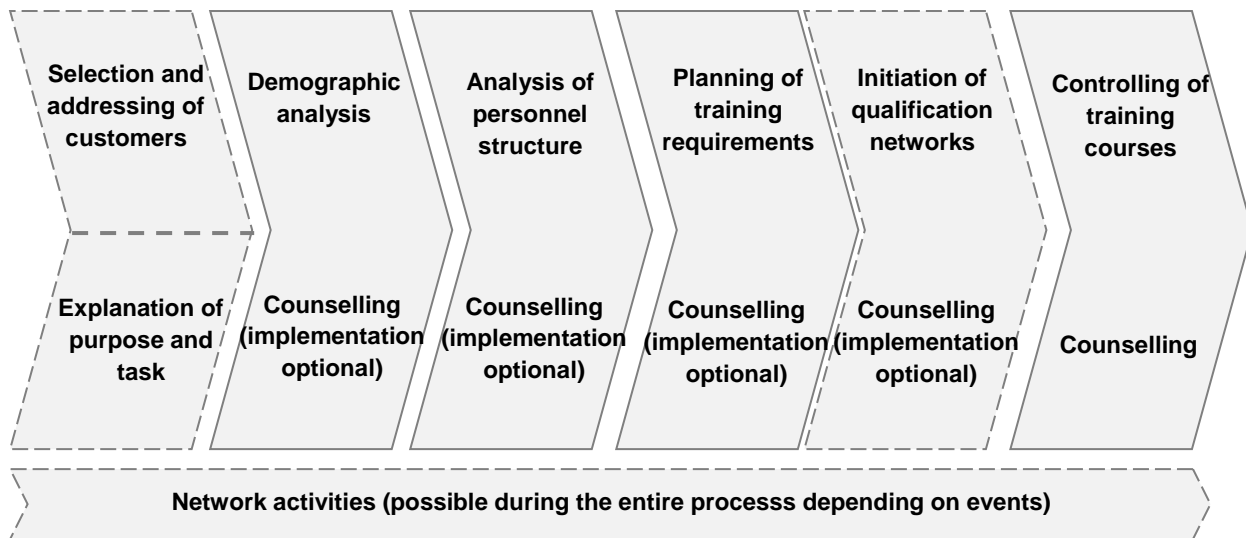 Selection and
addressing of
customers
Explanation of
purpose and
task
Demographic
analysis
Counselling
(implementation
optional)
Analysis of
personnel
structure
Counselling
(implementation
optional)
Planning of
training
requirements
Counselling
(implementation
optional)
Initiation of
qualification
networks
Counselling
(implementation
optional)
Controlling of
training
courses
Counselling
Network activities (possible during the entire processs depending on events)